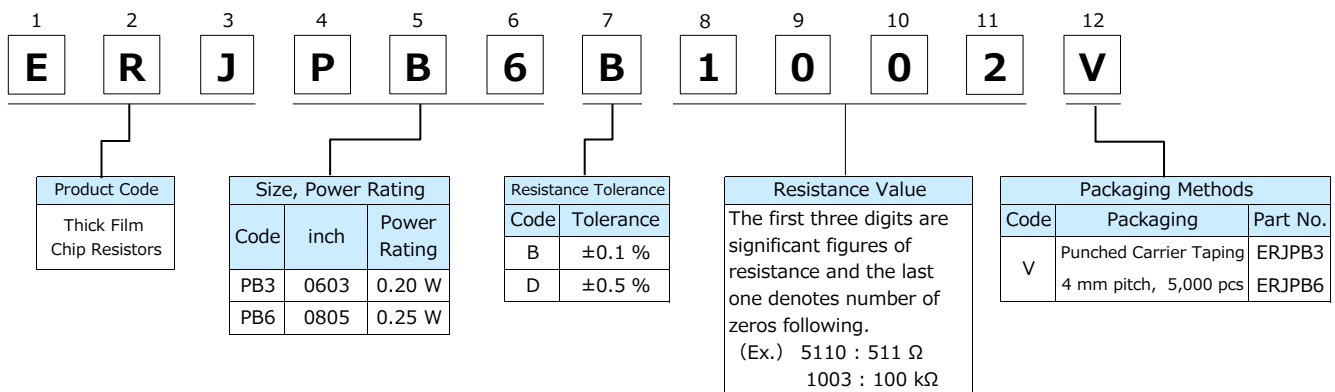 1 2 3 4 5 6 7 8 9 10 11 12
E R J P B 6 B 1 0 0 2 V
Product Code
Thick Film
Chip Resistors
Size, Power Rating
Code inch Power Rating
PB3 0603 0.20 W
PB6 0805 0.25 W
Resistance Tolerance
Code Tolerance
B ±0.1 %
D ±0.5 %
Resistance Value
The first three digits are
significant figures of
resistance and the last
one denotes number of
zeros following.
(Ex.) 5110 : 511 Ω
1003 : 100 kΩ
Packaging Methods
Code Packaging Part No.
V Punched Carrier Taping ERJPB3
4 mm pitch, 5,000 pcs ERJPB6